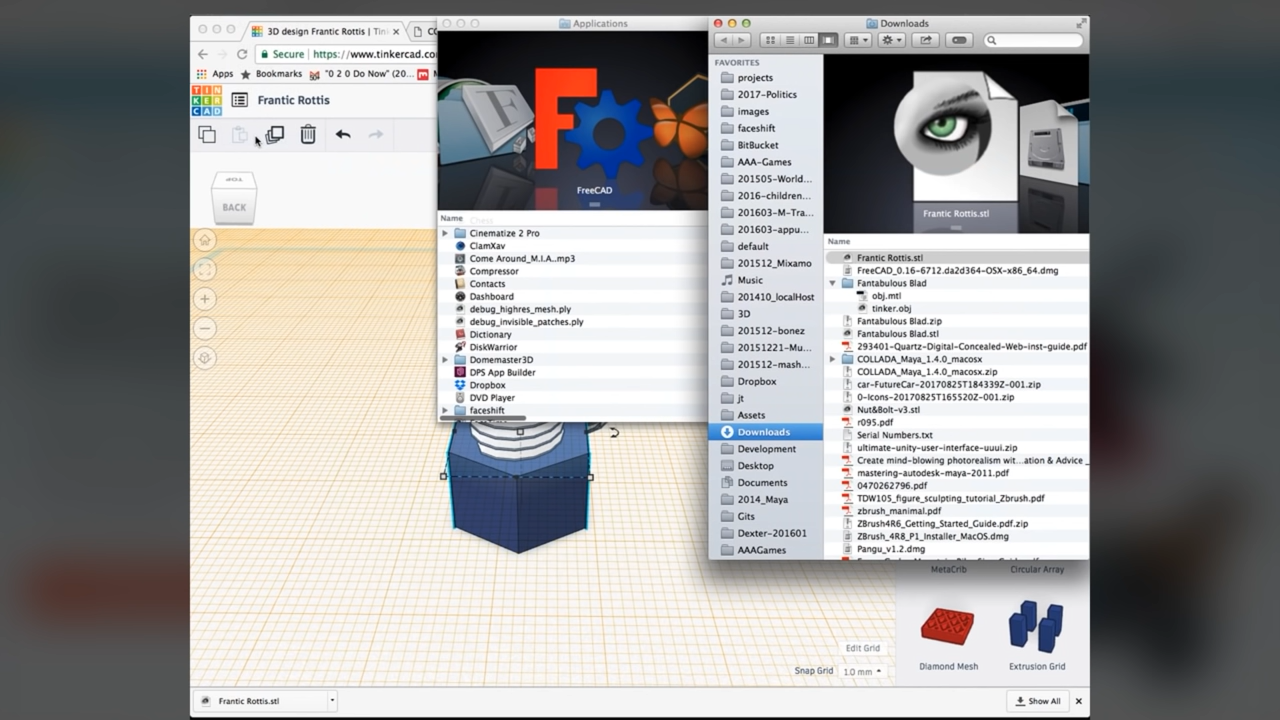 3D design Frantic Rottis | Tin
Secure
https://www.tinkercad.co
Apps
Bookmarks
"0 2 0 Do Now" (20...
TIN
KER
CAD
Frantic Rottis
TOP
BACK
Applications
FreeCAD
Name
Cinematize 2 Pro
ClamXav
Come Around_M.I.A..mp3
Compressor
Contacts
Dashboard
debug_highres_mesh.ply
debug_invisible_patches.ply
Dictionary
DiskWarrior
Domemaster3D
DPS App Builder
Dropbox
DVD Player
faceshift
Downloads
FAVORITES
projects
2017-Politics
images
faceshift
BitBucket
AAA-Games
201505-World...
2016-children...
201603-M-Tra...
201603-appu...
default
201512_Mixamo
Music
201410_localHost
3D
201512-bonez
20151221-Mu...
201512-mash...
Dropbox
jt
Assets
Downloads
Development
Desktop
Documents
2014_Maya
Gits
Dexter-201601
AAAGames
Frantic Rottis.stl
Name
Frantic Rottis.stl
FreeCAD_0.16-6712.da2d364-OSX-x86_64.dmg
Fantabulous Blad
obj.mtl
tinker.obj
Fantabulous Blad.zip
Fantabulous Blad.stl
293401-Quartz-Digital-Concealed-Web-inst-guide.pdf
COLLADA_Maya_1.4.0_macosx
COLLADA_Maya_1.4.0_macosx.zip
car-FutureCar-20170825T184339Z-001.zip
0-Icons-20170825T165520Z-001.zip
Nut&Bolt-v3.stl
r095.pdf
Serial Numbers.txt
ultimate-unity-user-interface-uuui.zip
Create mind-blowing photorealism wit...ation & Advice _
mastering-autodesk-maya-2011.pdf
0470262796.pdf
TDW105_figure_sculpting_tutorial_Zbrush.pdf
zbrush_manimal.pdf
ZBrush4R6_Getting_Started_Guide.pdf.zip
ZBrush_4R8_P1_Installer_MacOS.dmg
Pangu_v1.2.dmg
MetaCrib
Circular Array
Diamond Mesh
Extrusion Grid
Edit Grid
Snap Grid
1.0 mm
Frantic Rottis.stl
Show All